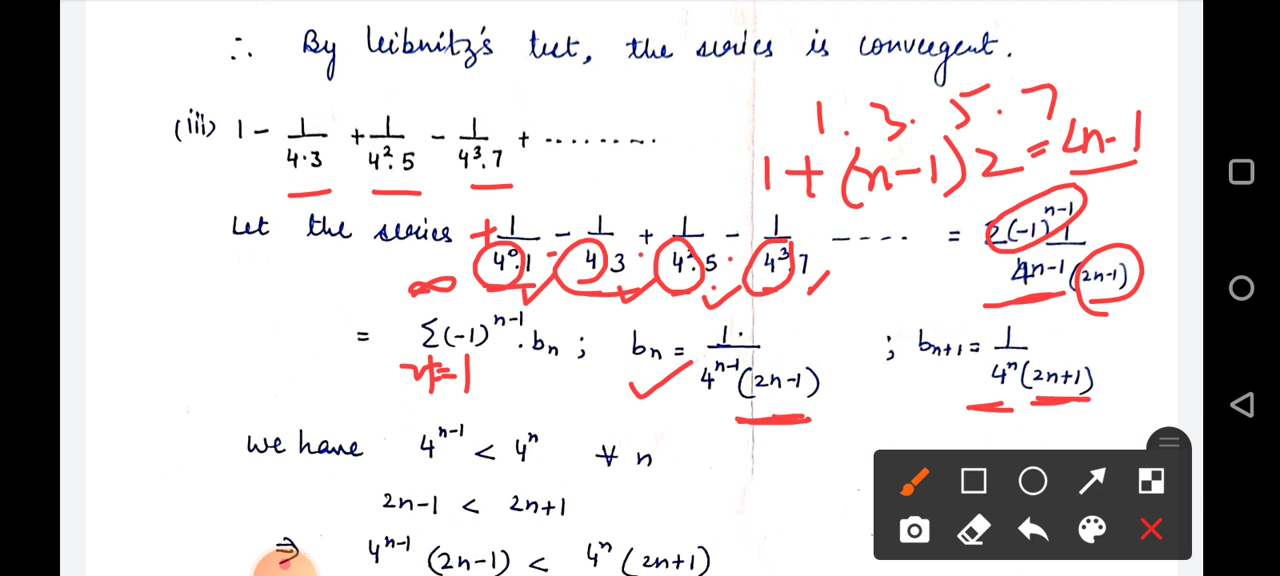 ∴ By Leibnitz's test, the series is convergent.
(iii) 1 - 1/(4·3) + 1/(4²·5) - 1/(4³·7) + ·········
1 · 3 · 5 · 7
1 + (n-1) 2 = 2n-1
Let the series + 1/(4⁰·1) - 1/(4·3) + 1/(4²·5) - 1/(4³·7) ---- = Σ(-1)ⁿ⁻¹ 1/(4ⁿ⁻¹(2n-1))
∞
= Σ(-1)ⁿ⁻¹·bₙ ; bₙ = 1/(4ⁿ⁻¹(2n-1)) ; bₙ₊₁ = 1/(4ⁿ(2n+1))
n=1
we have 4ⁿ⁻¹ < 4ⁿ ∀ n
2n-1 < 2n+1
⇒ 4ⁿ⁻¹ (2n-1) < 4ⁿ (2n+1)